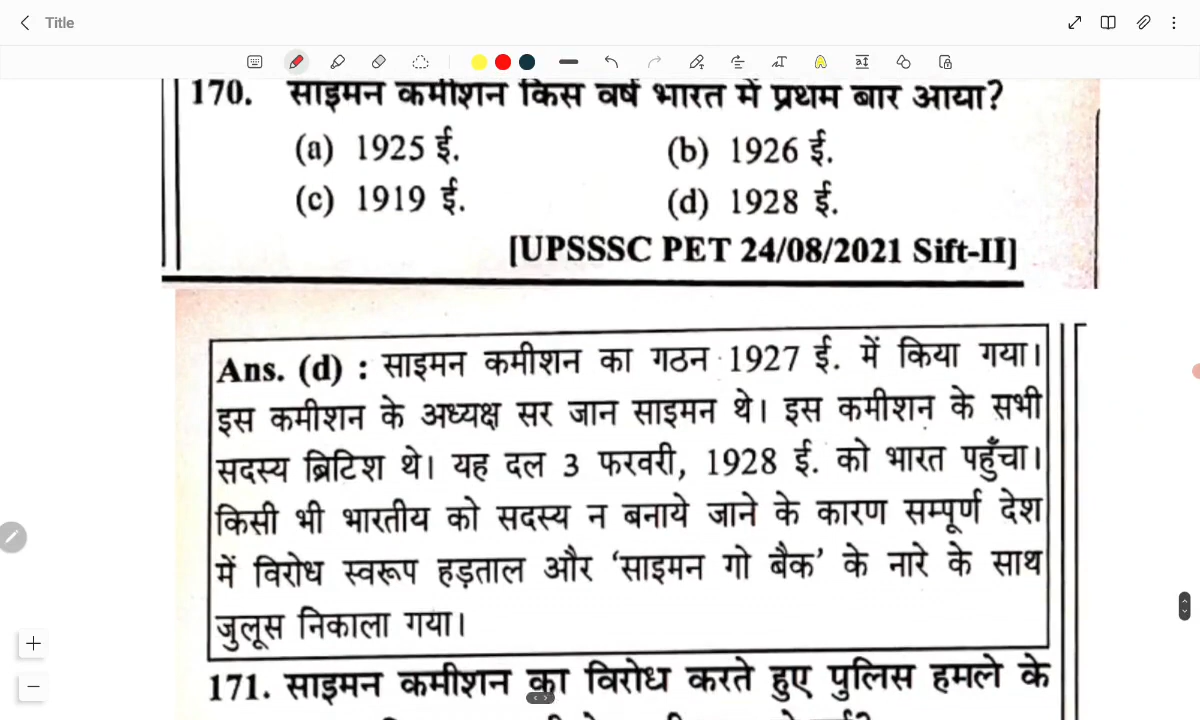 Title
170. साइमन कमीशन किस वर्ष भारत में प्रथम बार आया?
(a) 1925 ई. (b) 1926 ई.
(c) 1919 ई. (d) 1928 ई.
[UPSSSC PET 24/08/2021 Sift-II]
Ans. (d) : साइमन कमीशन का गठन 1927 ई. में किया गया।
इस कमीशन के अध्यक्ष सर जान साइमन थे। इस कमीशन के सभी
सदस्य ब्रिटिश थे। यह दल 3 फरवरी, 1928 ई. को भारत पहुँचा।
किसी भी भारतीय को सदस्य न बनाये जाने के कारण सम्पूर्ण देश
में विरोध स्वरूप हड़ताल और ‘साइमन गो बैक’ के नारे के साथ
जुलूस निकाला गया।
171. साइमन कमीशन का विरोध करते हुए पुलिस हमले के